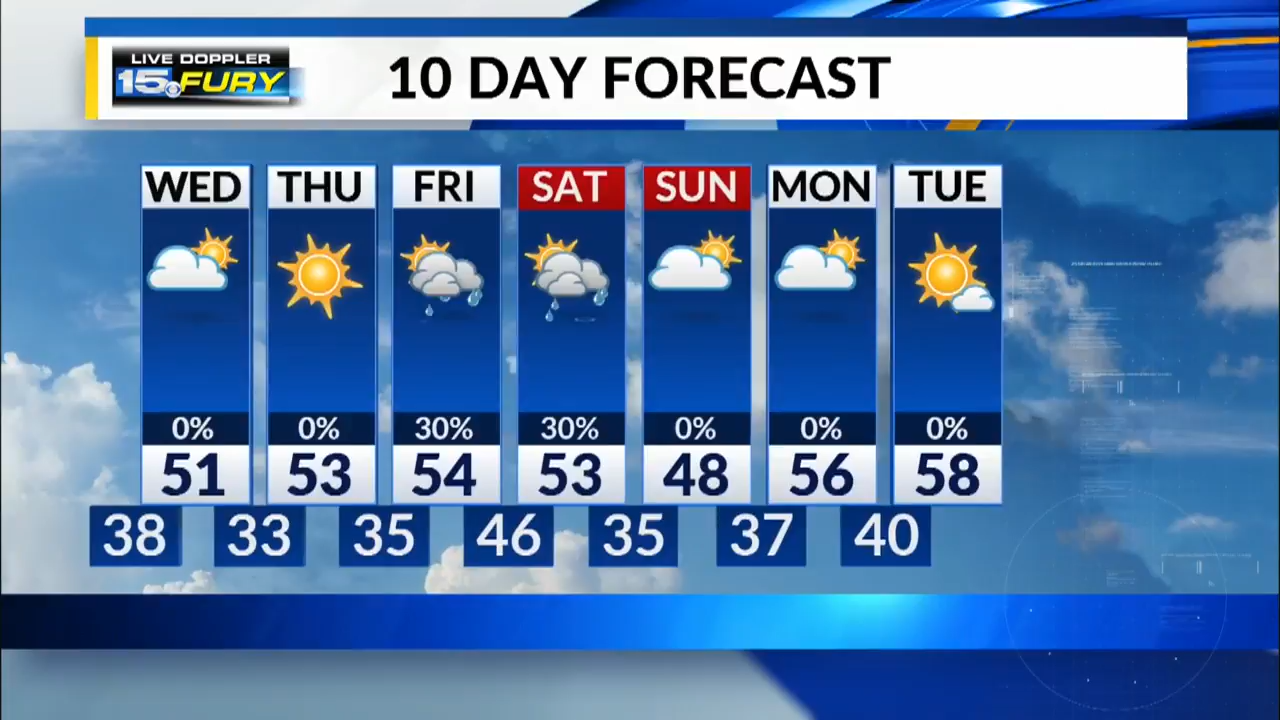 LIVE DOPPLER
15 FURY
10 DAY FORECAST
WED THU FRI SAT SUN MON TUE
0% 0% 30% 30% 0% 0% 0%
51 53 54 53 48 56 58
38 33 35 46 35 37 40